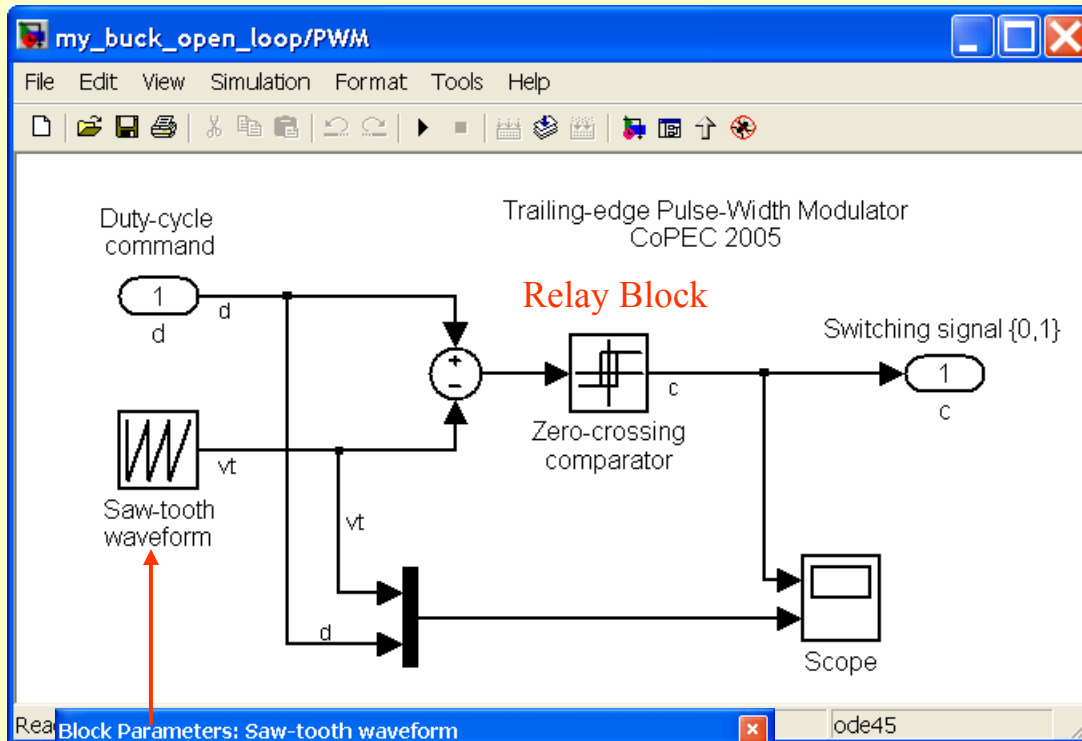 my_buck_open_loop/PWM
File Edit View Simulation Format Tools Help
Trailing-edge Pulse-Width Modulator
CoPEC 2005
Duty-cycle
command
1
d
d
Relay Block
Switching signal {0,1}
1
c
c
Zero-crossing
comparator
vt
Saw-tooth
waveform
vt
d
Scope
Rea
Block Parameters: Saw-tooth waveform
ode45